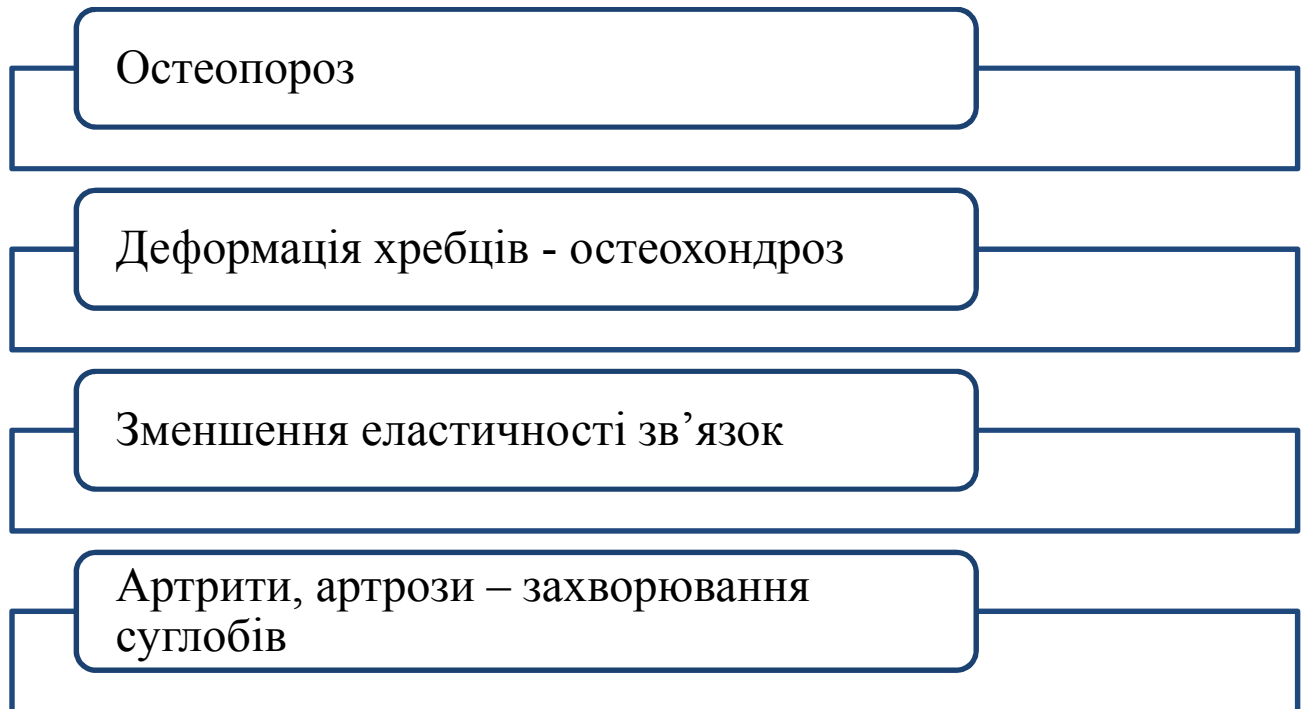 Остеопороз
Деформація хребців - остеохондроз
Зменшення еластичності зв’язок
Артрити, артрози – захворювання
суглобів